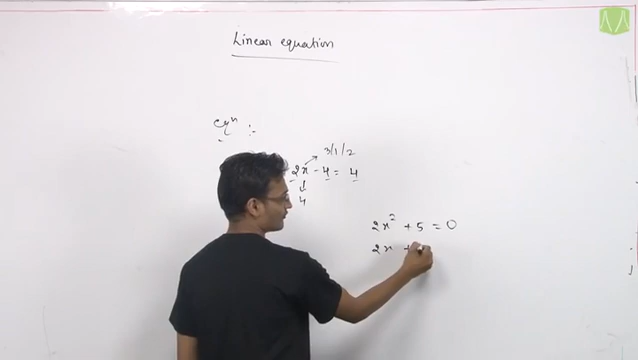 Linear equation
eqn :-
3/1/2
2x - 4 = 4
4
2x² + 5 = 0
2x +